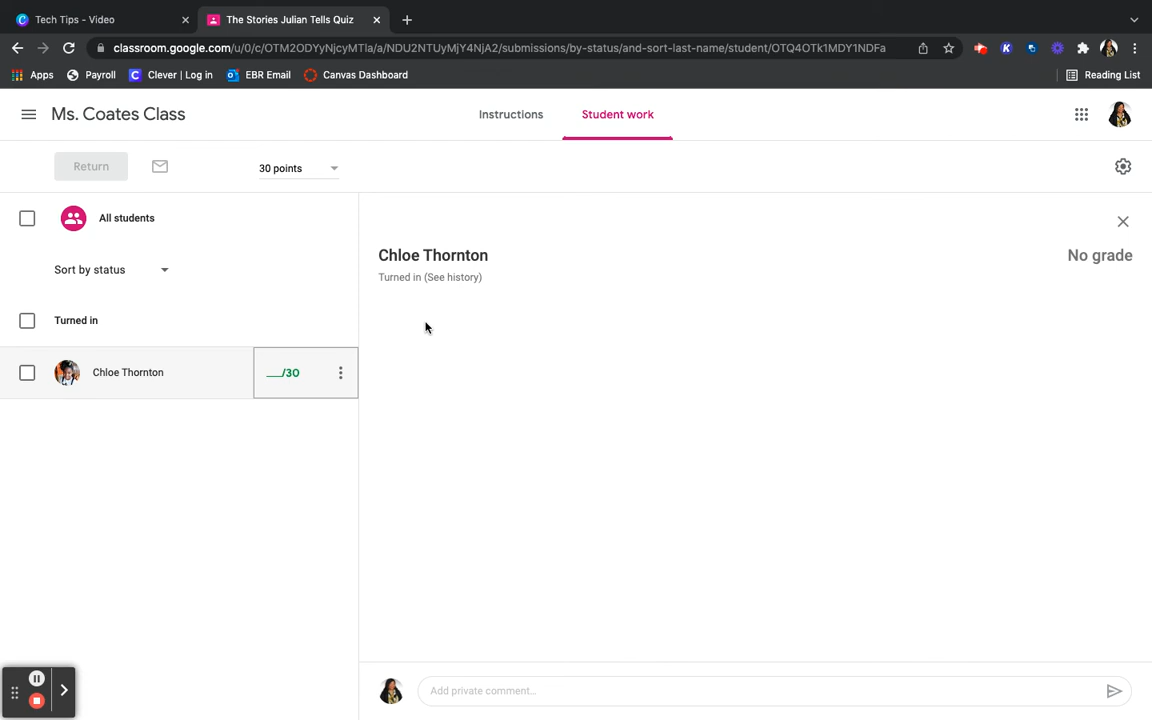 Tech Tips - Video
The Stories Julian Tells Quiz
classroom.google.com/u/0/c/OTM2ODYyNjcyMTIa/a/NDU2NTUyMjY4NjA2/submissions/by-status/and-sort-last-name/student/OTQ4OTk1MDY1NDFa
Apps
Payroll
Clever | Log in
EBR Email
Canvas Dashboard
Reading List
Ms. Coates Class
Instructions
Student work
Return
30 points
All students
Sort by status
Turned in
Chloe Thornton
__/30
Chloe Thornton
Turned in (See history)
No grade
Add private comment...